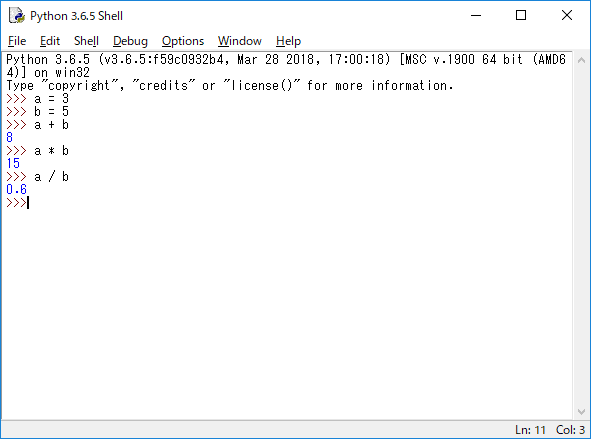 Python 3.6.5 Shell
File Edit Shell Debug Options Window Help
Python 3.6.5 (v3.6.5:f59c0932b4, Mar 28 2018, 17:00:18) [MSC v.1900 64 bit (AMD6
4)] on win32
Type "copyright", "credits" or "license()" for more information.
>>> a = 3
>>> b = 5
>>> a + b
8
>>> a * b
15
>>> a / b
0.6
>>>
Ln: 11 Col: 3